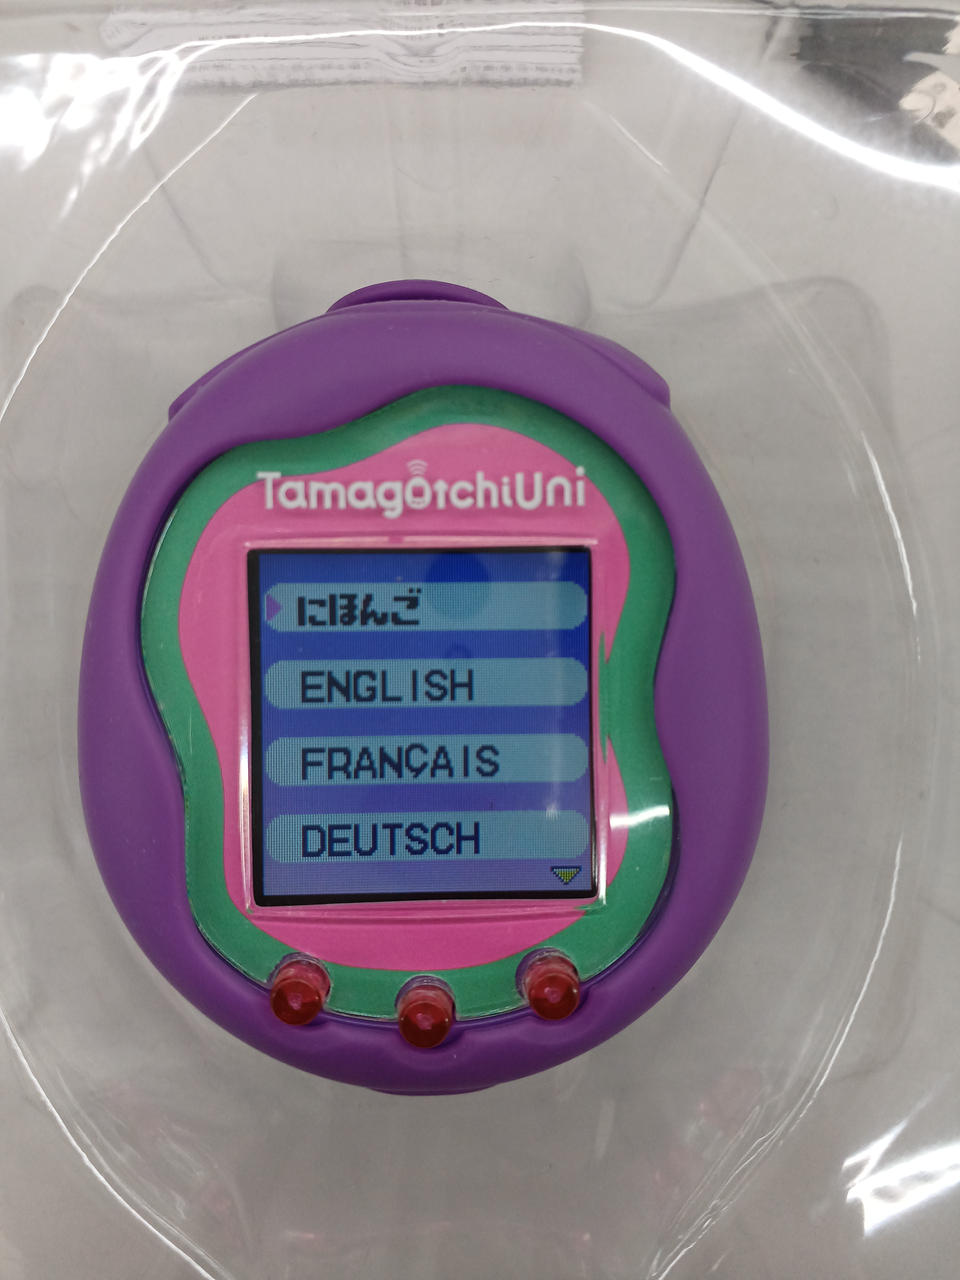 TamagotchiUni
にほんご
ENGLISH
FRANÇAIS
DEUTSCH